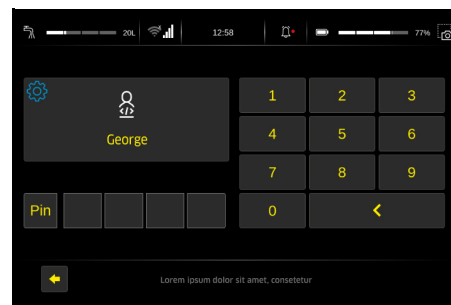 20L 12:58 77%
1 2 3
George
4 5 6
7 8 9
Pin 0
Lorem ipsum dolor sit amet, consetetur